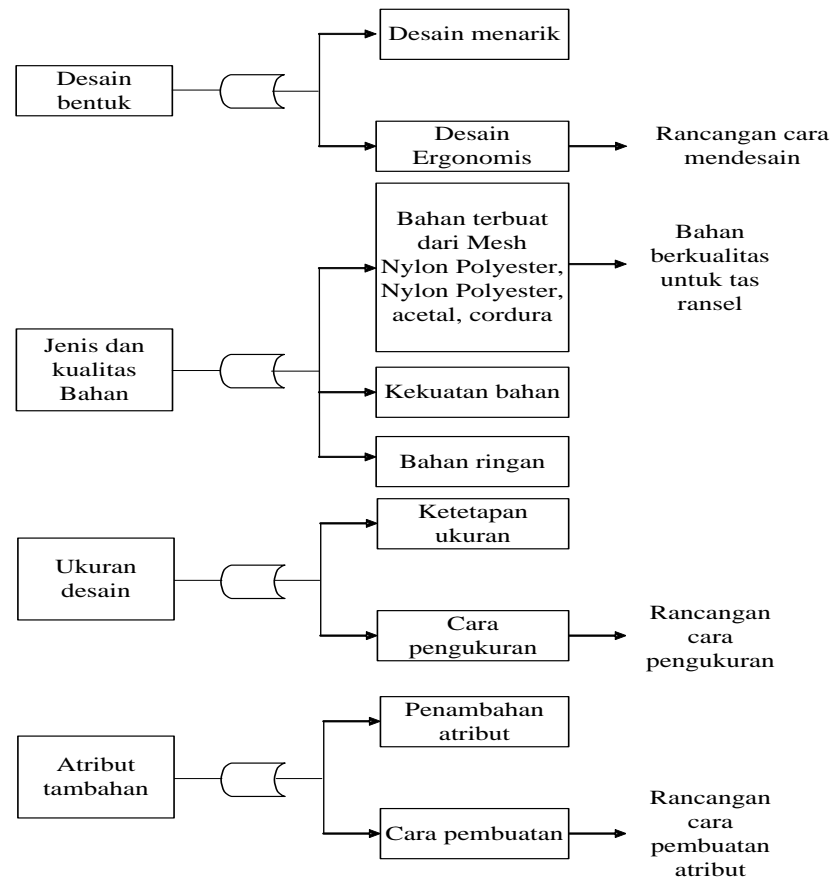 Desain menarik
Desain
bentuk
Desain
Ergonomis
Rancangan cara
mendesain
Bahan terbuat
dari Mesh
Nylon Polyester,
Nylon Polyester,
acetal, cordura
Bahan
berkualitas
untuk tas
ransel
Jenis dan
kualitas
Bahan
Kekuatan bahan
Bahan ringan
Ketetapan
ukuran
Ukuran
desain
Cara
pengukuran
Rancangan
cara
pengukuran
Penambahan
atribut
Atribut
tambahan
Cara pembuatan
Rancangan
cara
pembuatan
atribut